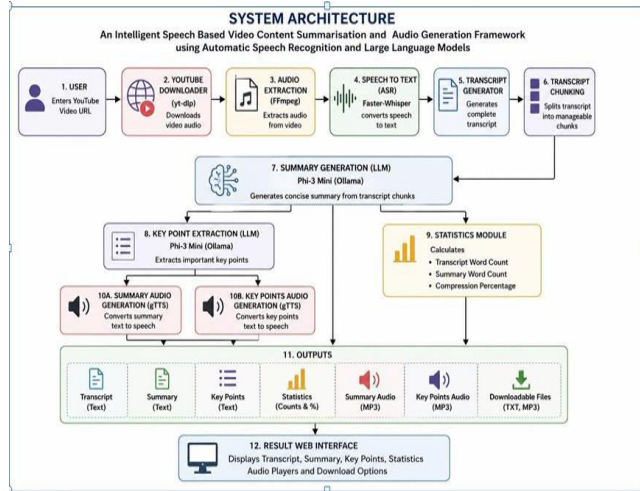 SYSTEM ARCHITECTURE
An Intelligent Speech Based Video Content Summarisation and Audio Generation Framework
using Automatic Speech Recognition and Large Language Models
1. USER
Enters YouTube
Video URL
2. YOUTUBE
DOWNLOADER
(yt-dlp)
Downloads
video audio
3. AUDIO
EXTRACTION
(FFmpeg)
Extracts audio
from video
4. SPEECH TO TEXT
(ASR)
Faster-Whisper
converts speech
to text
5. TRANSCRIPT
GENERATOR
Generates
complete
transcript
6. TRANSCRIPT
CHUNKING
Splits transcript
into manageable
chunks
7. SUMMARY GENERATION (LLM)
Phi-3 Mini (Ollama)
Generates concise summary from transcript chunks
8. KEY POINT EXTRACTION (LLM)
Phi-3 Mini (Ollama)
Extracts important key points
9. STATISTICS MODULE
Calculates
• Transcript Word Count
• Summary Word Count
• Compression Percentage
10A. SUMMARY AUDIO
GENERATION (gTTS)
Converts summary
text to speech
10B. KEY POINTS AUDIO
GENERATION (gTTS)
Converts key points
text to speech
11. OUTPUTS
Transcript
(Text)
Summary
(Text)
Key Points
(Text)
Statistics
(Counts & %)
Summary Audio
(MP3)
Key Points Audio
(MP3)
Downloadable Files
(TXT, MP3)
12. RESULT WEB INTERFACE
Displays Transcript, Summary, Key Points, Statistics
Audio Players and Download Options